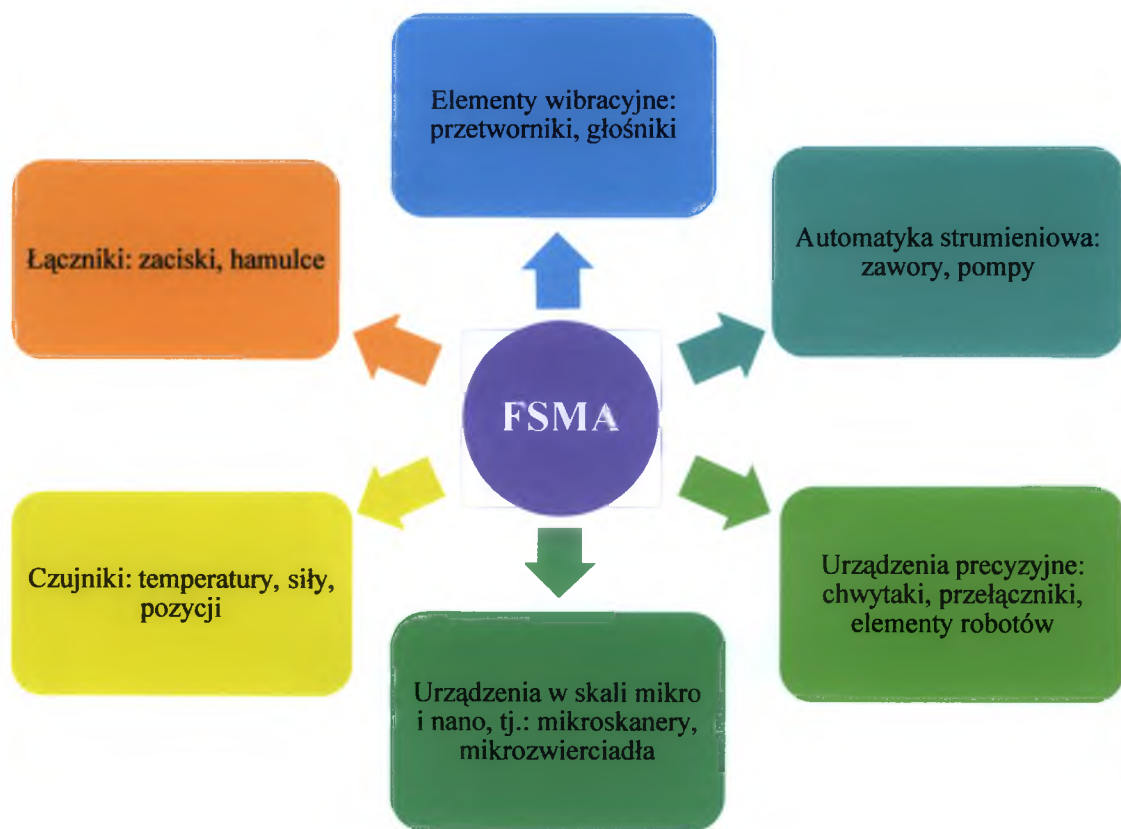 Elementy wibracyjne:
przetworniki, głośniki
Łączniki: zaciski, hamulce
Automatyka strumieniowa:
zawory, pompy
FSMA
Czujniki: temperatury, siły,
pozycji
Urządzenia precyzyjne:
chwytaki, przełączniki,
elementy robotów
Urządzenia w skali mikro
i nano, tj.: mikroskanery,
mikrozwierciadła